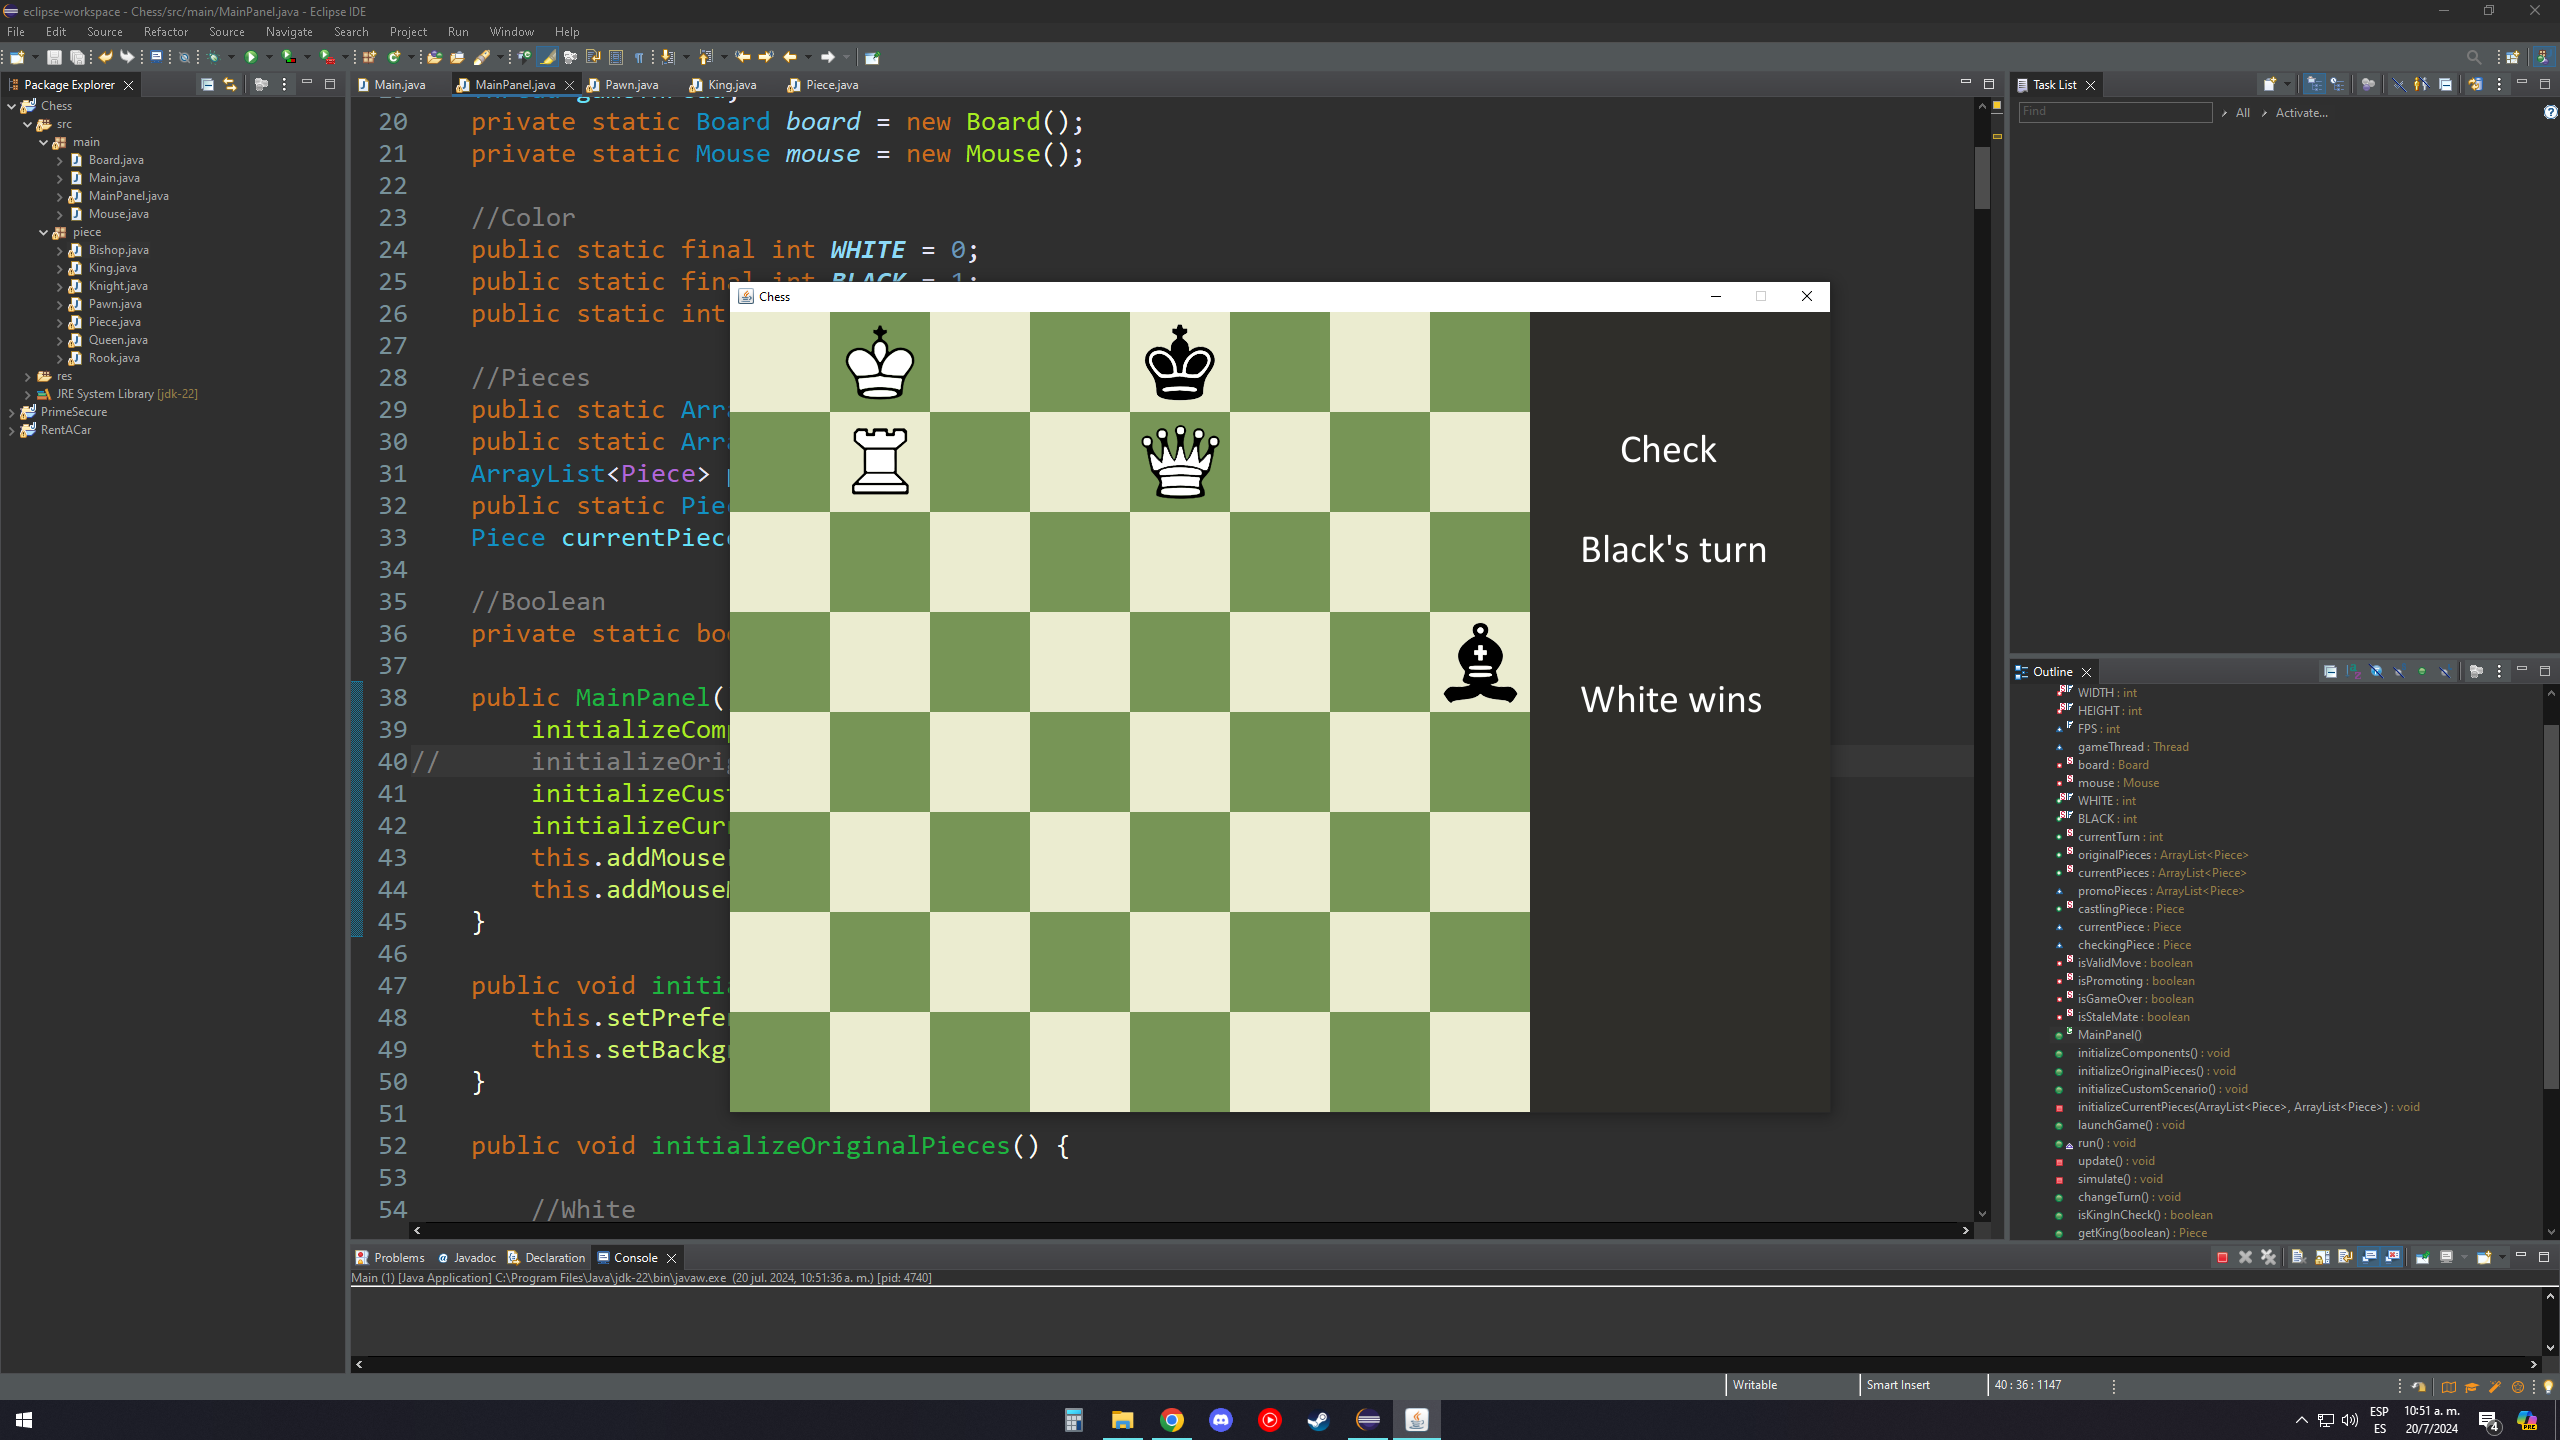 eclipse-workspace - Chess/src/main/MainPanel.java - Eclipse IDE
File Edit Source Refactor Source Navigate Search Project Run Window Help
Package Explorer
Chess
src
main
Board.java
Main.java
MainPanel.java
Mouse.java
piece
Bishop.java
King.java
Knight.java
Pawn.java
Piece.java
Queen.java
Rook.java
res
JRE System Library [jdk-22]
PrimeSecure
RentACar
Main.java MainPanel.java Pawn.java King.java Piece.java
20 private static Board board = new Board();
21 private static Mouse mouse = new Mouse();
22
23 //Color
24 public static final int WHITE = 0;
25 public static final int BLACK = 1;
26 public static int
27
28 //Pieces
29 public static Arr
30 public static Arr
31 ArrayList<Piece>
32 public static Pie
33 Piece currentPiec
34
35 //Boolean
36 private static bo
37
38 public MainPanel(
39 initializeCom
40 // initializeOri
41 initializeCus
42 initializeCur
43 this.addMouse
44 this.addMouse
45 }
46
47 public void initi
48 this.setPrefe
49 this.setBackg
50 }
51
52 public void initializeOriginalPieces() {
53
54 //White
Chess
Check
Black's turn
White wins
Task List
Find
All
Activate...
Outline
WIDTH : int
HEIGHT : int
FPS : int
gameThread : Thread
board : Board
mouse : Mouse
WHITE : int
BLACK : int
currentTurn : int
originalPieces : ArrayList<Piece>
currentPieces : ArrayList<Piece>
promoPieces : ArrayList<Piece>
castlingPiece : Piece
currentPiece : Piece
checkingPiece : Piece
isValidMove : boolean
isPromoting : boolean
isGameOver : boolean
isStaleMate : boolean
MainPanel()
initializeComponents() : void
initializeOriginalPieces() : void
initializeCustomScenario() : void
initializeCurrentPieces(ArrayList<Piece>, ArrayList<Piece>) : void
launchGame() : void
run() : void
update() : void
simulate() : void
changeTurn() : void
isKingInCheck() : boolean
getKing(boolean) : Piece
Problems Javadoc Declaration Console
Main (1) [Java Application] C:\Program Files\Java\jdk-22\bin\javaw.exe (20 jul. 2024, 10:51:36 a. m.) [pid: 4740]
Writable Smart Insert 40 : 36 : 1147
ESP
ES
10:51 a. m.
20/7/2024
4